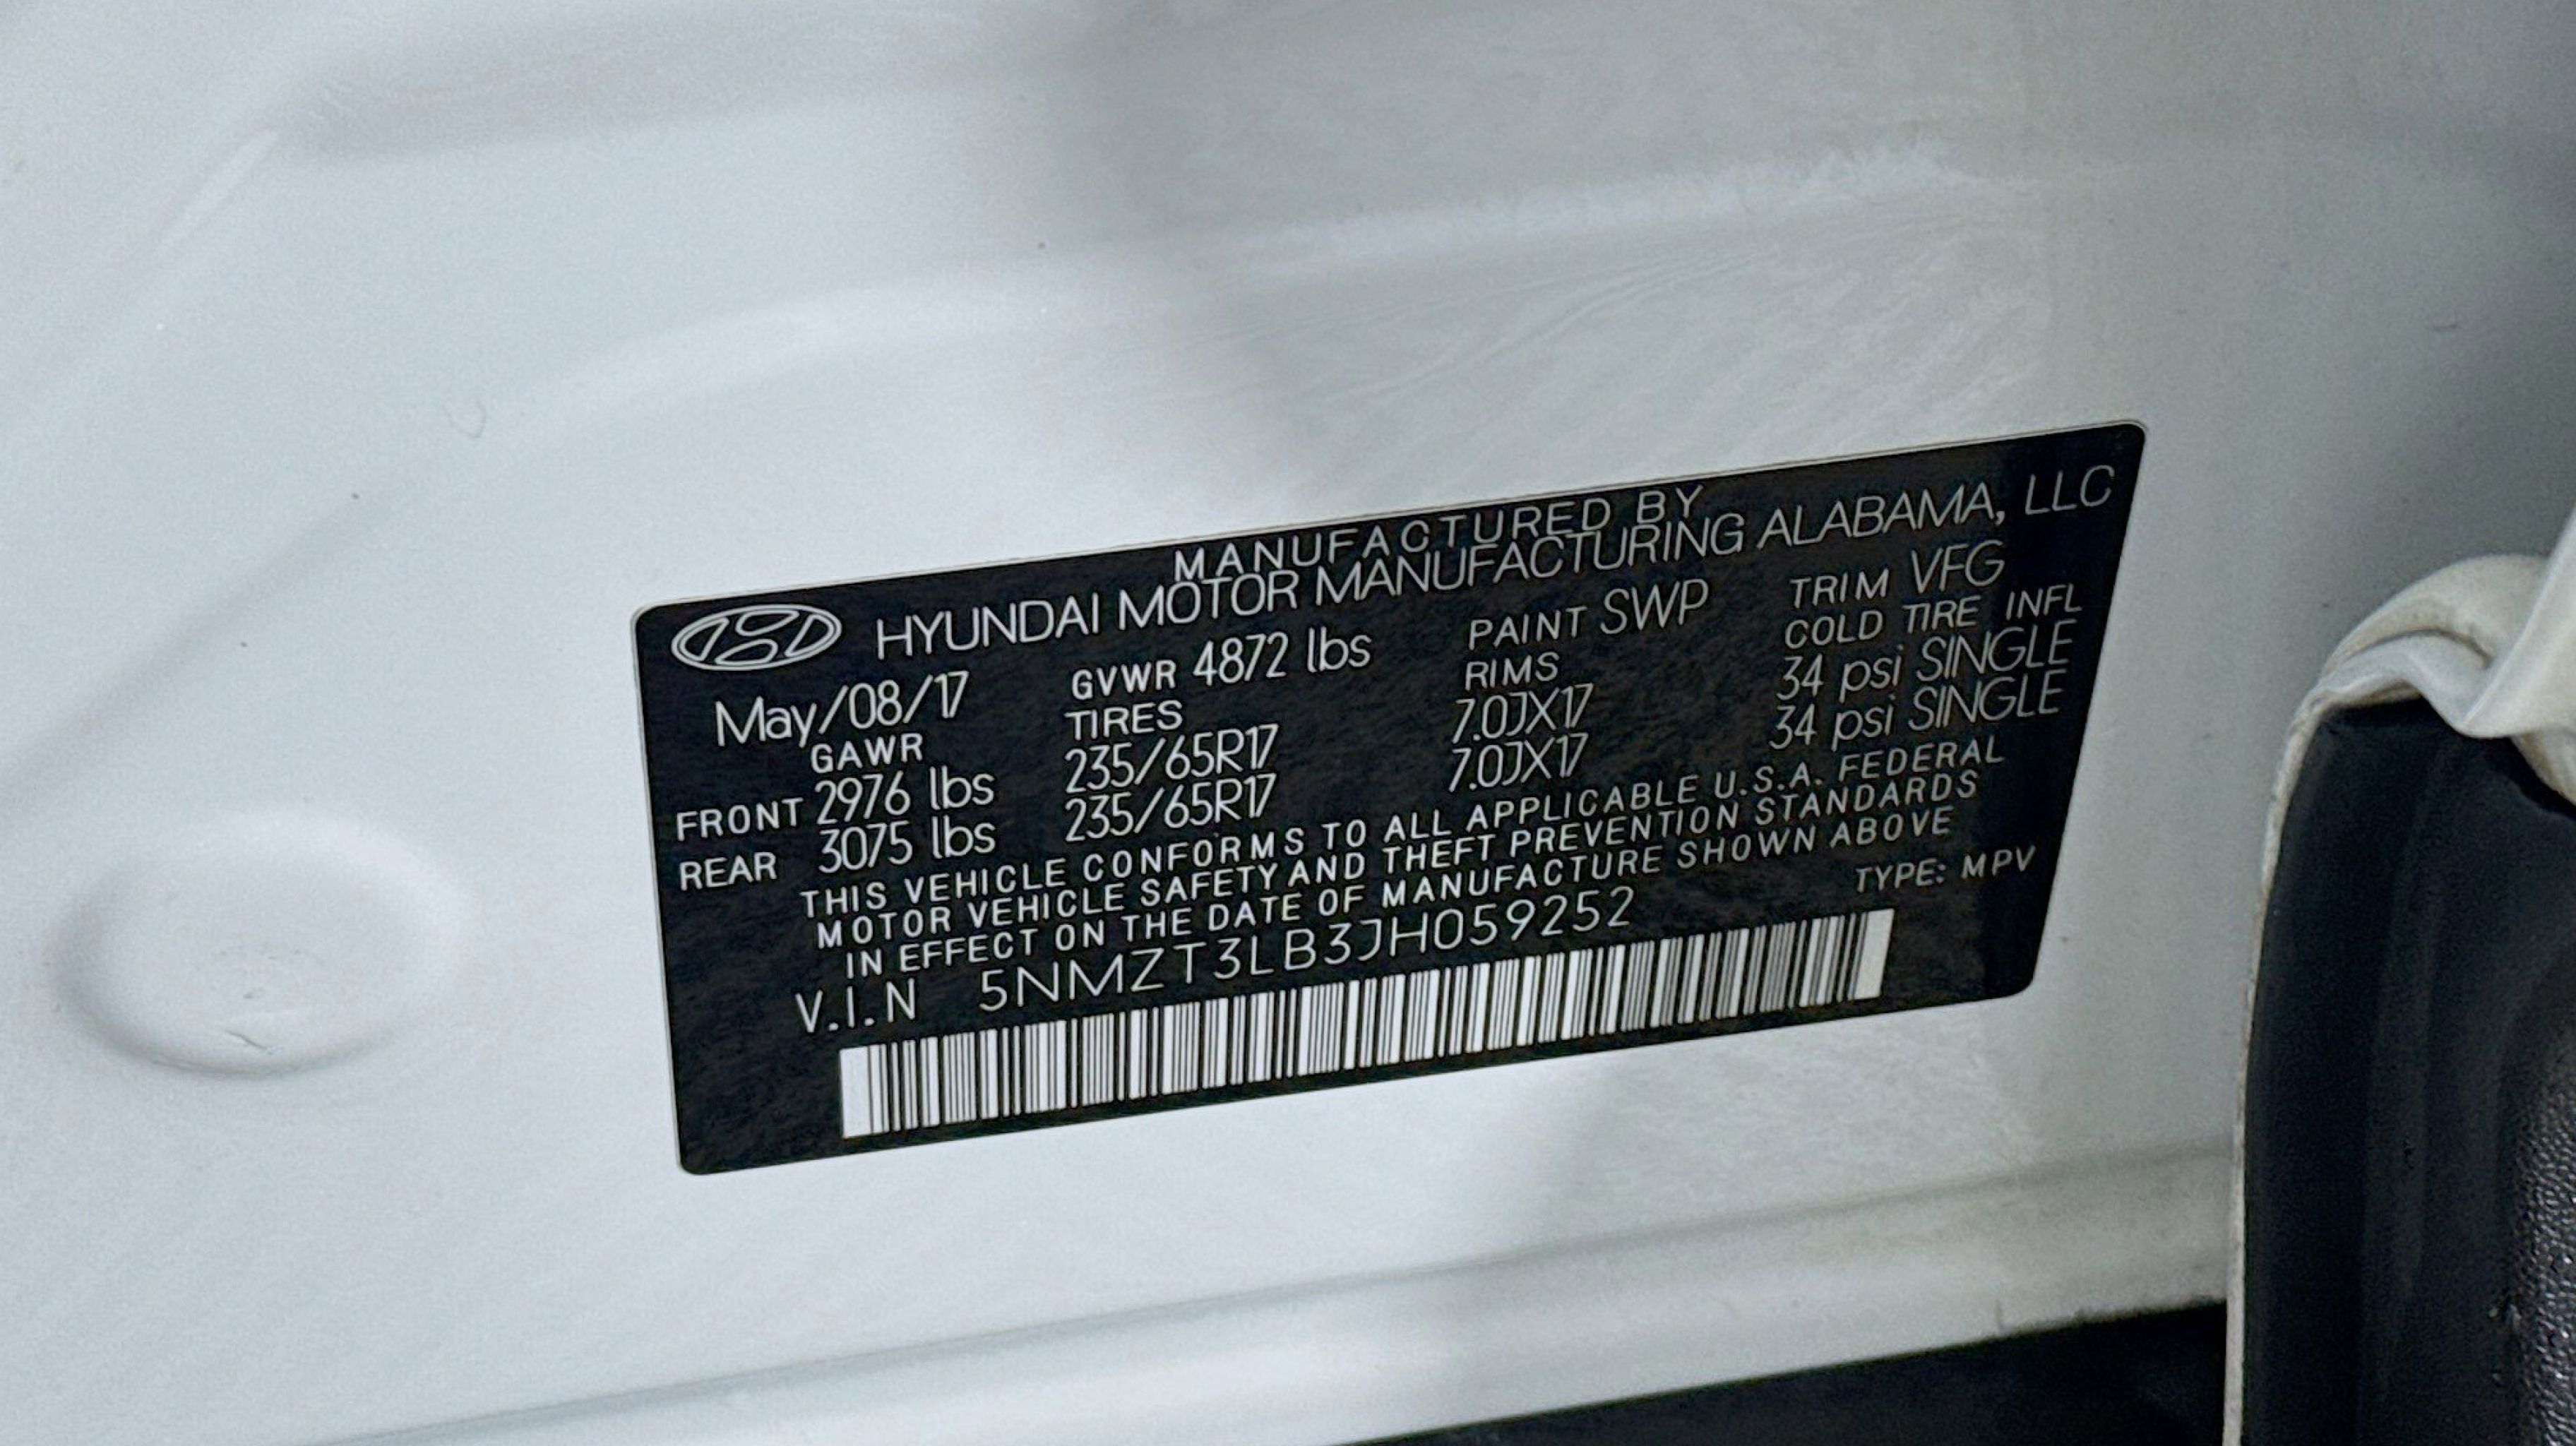 MANUFACTURED BY
HYUNDAI MOTOR MANUFACTURING ALABAMA, LLC
May/08/17 GVWR 4872 lbs PAINT SWP TRIM VFG
GAWR TIRES RIMS COLD TIRE INFL
FRONT 2976 lbs 235/65R17 7.0JX17 34 psi SINGLE
REAR 3075 lbs 235/65R17 7.0JX17 34 psi SINGLE
THIS VEHICLE CONFORMS TO ALL APPLICABLE U.S.A. FEDERAL
MOTOR VEHICLE SAFETY AND THEFT PREVENTION STANDARDS
IN EFFECT ON THE DATE OF MANUFACTURE SHOWN ABOVE
V.I.N 5NMZT3LB3JH059252 TYPE: MPV